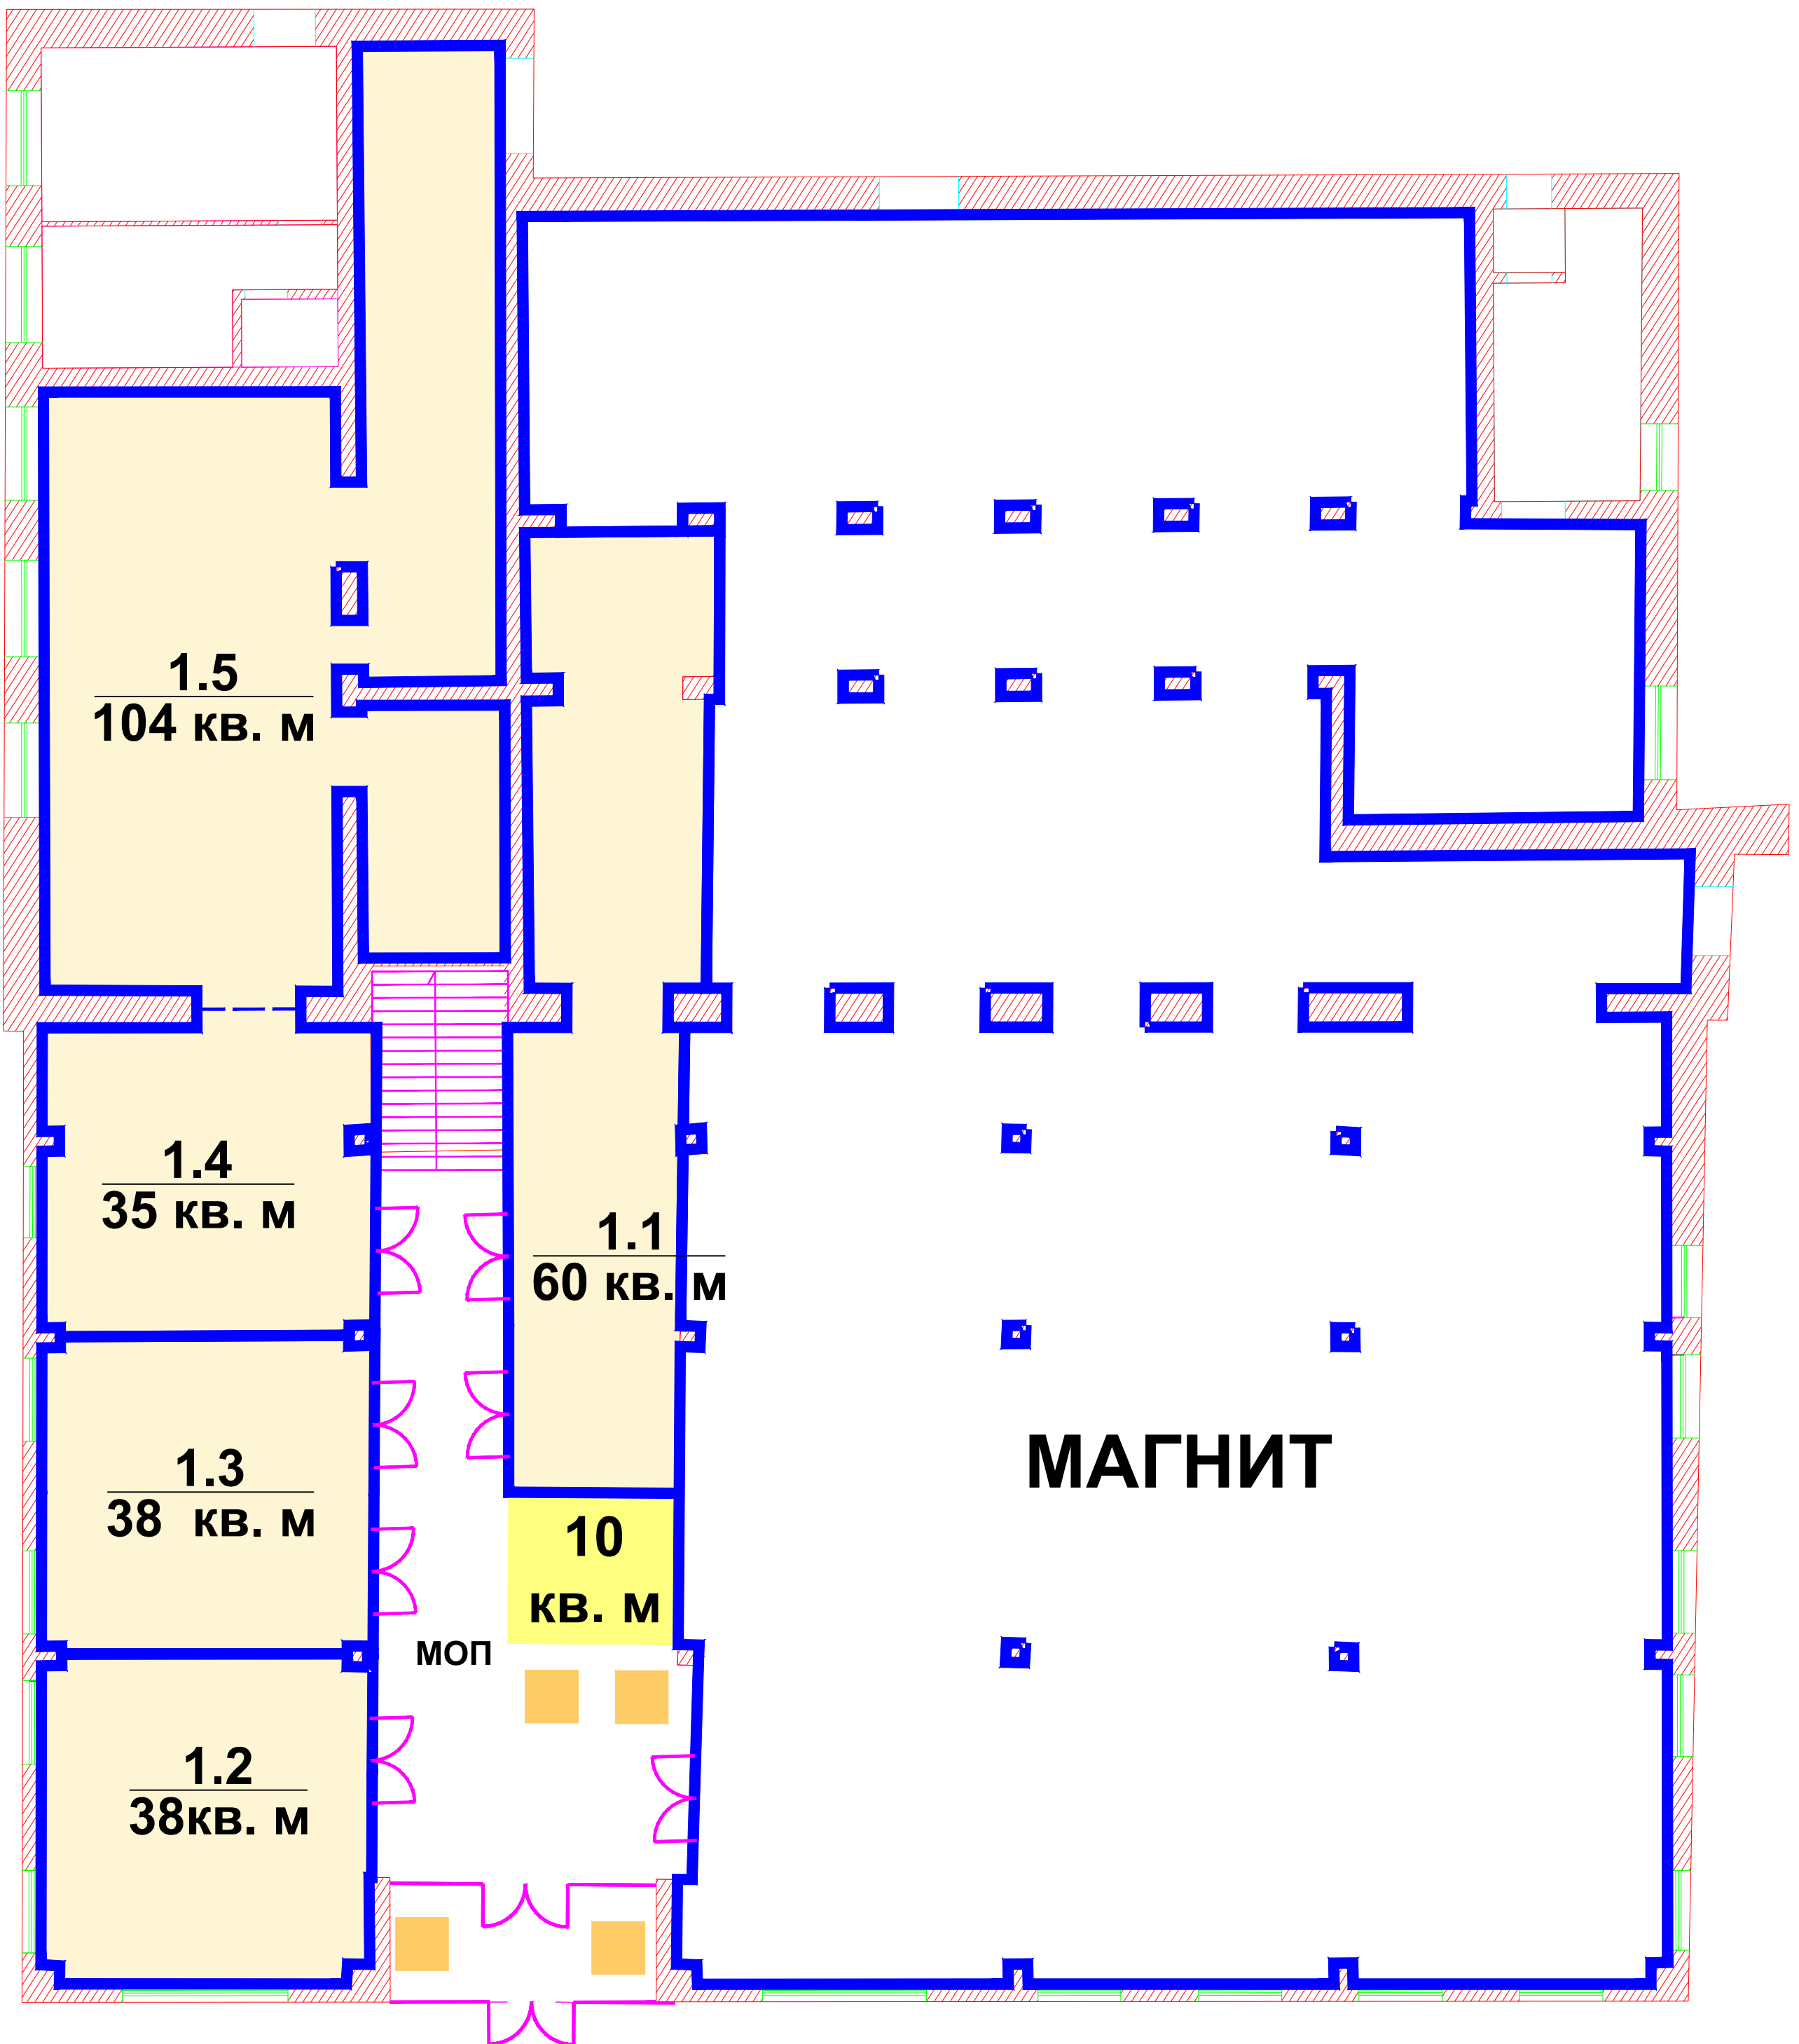 1.5
104 кв. м
1.4
35 кв. м
1.1
60 кв. м
МАГНИТ
1.3
38 кв. м
10
кв. м
МОП
1.2
38кв. м